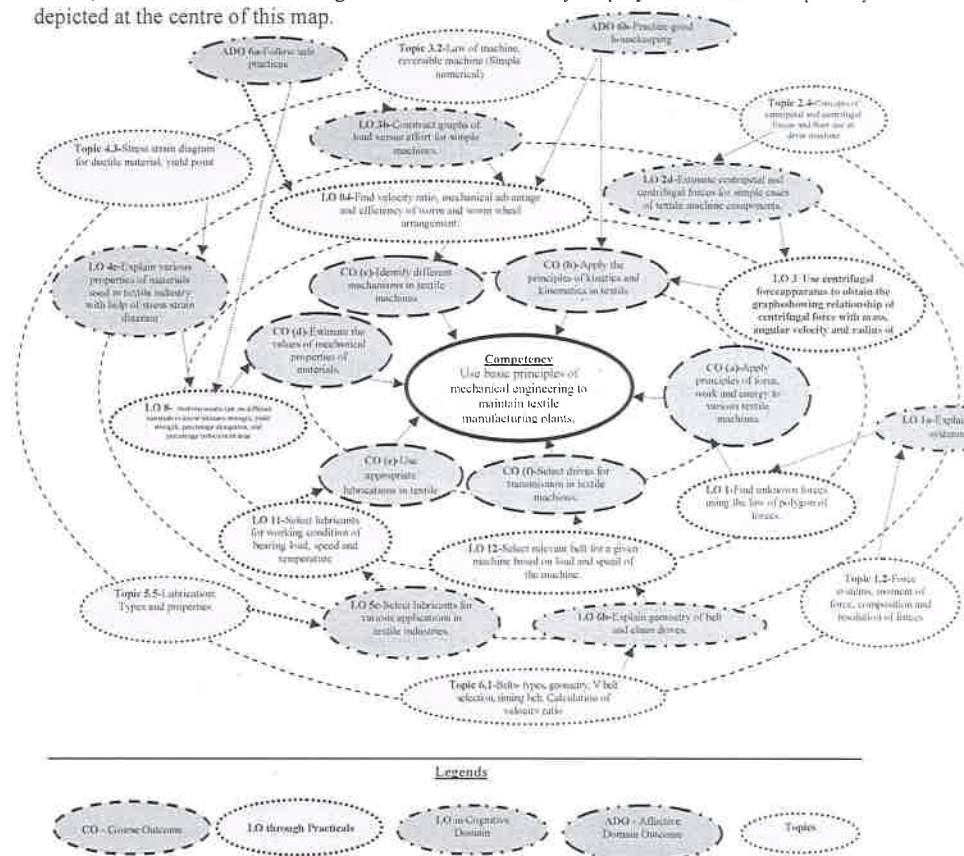 depicted at the centre of this map.
ADO 6a-Follow safe
practices
Topic 3.2-Law of machine,
reversable machine (Simple
numerical)
ADO 6b-Practice good
housekeeping
Topic 2.4-Concepts of
centripetal and centrifugal
forces and their use in
machine
Topic 4.3-Stress strain diagram
for ductile material, yield point
LO 3b-Construct graphs of
load versus effort for simple
machines.
LO 2d-Estimate centripetal and
centrifugal forces for simple cases
of textile machine components.
LO 04-Find velocity ratio, mechanical advantage
and efficiency of worm and worm wheel
arrangement.
LO 4c-Explain various
properties of materials
used in textile industry
with help of stress strain
diagram
CO (c)-Identify different
mechanisms in textile
machine
CO (b)-Apply the
principles of kinetics and
kinematics in textile
LO 3 Use centrifugal
forceapparatus to obtain the
graphsshowing relationship of
centrifugal force with mass,
angular velocity and radius of
CO (d)-Estimate the
values of mechanical
properties of
materials.
Competency
Use basic principles of
mechanical engineering to
maintain textile
manufacturing plants.
CO (a)-Apply
principles of force,
work and energy to
various textile
machines
LO 8-
LO 1a-Explai
system
CO (e)-Use
appropriate
lubrications in textile
CO (f)-Select drives for
transmission in textile
machines.
LO 1-Find unknown forces
using the law of polygon of
forces.
LO 11-Select lubricants
for working condition of
bearing load, speed and
temperature
LO 12-Select relevant belt for a given
machine based on load and speed of
the machine.
Topic 5.5-Lubrication:
Types and properties
LO 5c-Select lubricants for
various applications in
textile industries.
LO 6b-Explain geometry of belt
and chain drives.
Topic 1.2-Force
systems, moment of
force, composition and
resolution of forces
Topic 6.1-Belts- types, geometry, V belt
selection, timing belt. Calculation of
velocity ratio
Legends
CO - Course Outcome
LO through Practicals
LO in Cognitive
Domain
ADO - Affective
Domain Outcome
Topics